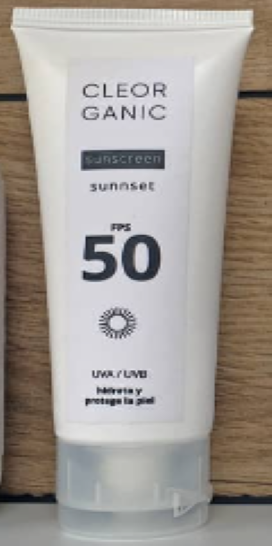 CLEOR
GANIC
sunscreen
sunnset
FPS
50
UVA / UVB
hidrata y
protege la piel